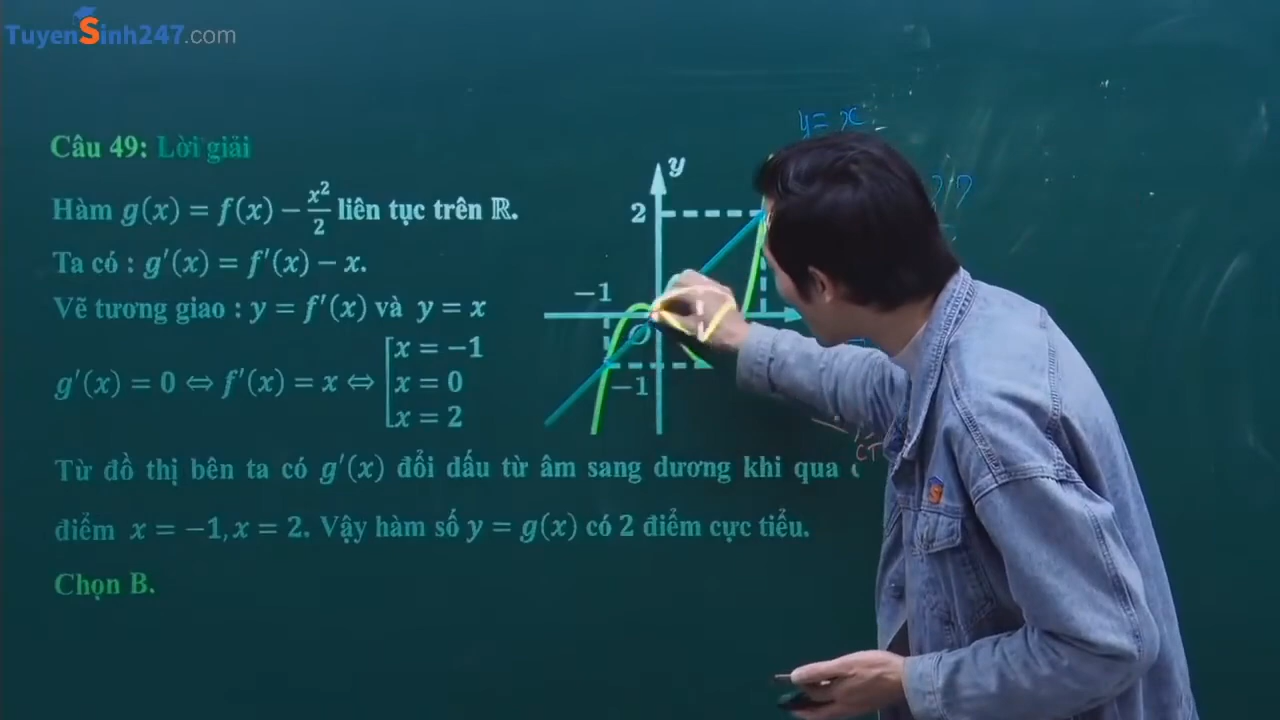 TuyenSinh247.com
Câu 49: Lời giải
Hàm g(x) = f(x) − x²/2 liên tục trên ℝ.
Ta có : g′(x) = f′(x) − x.
Vẽ tương giao : y = f′(x) và y = x
g′(x) = 0 ⇔ f′(x) = x ⇔ [x = −1
x = 0
x = 2
Từ đồ thị bên ta có g′(x) đổi dấu từ âm sang dương khi qua
điểm x = −1, x = 2. Vậy hàm số y = g(x) có 2 điểm cực tiểu.
Chọn B.
y = x
y
2
−1
O
−1
CT